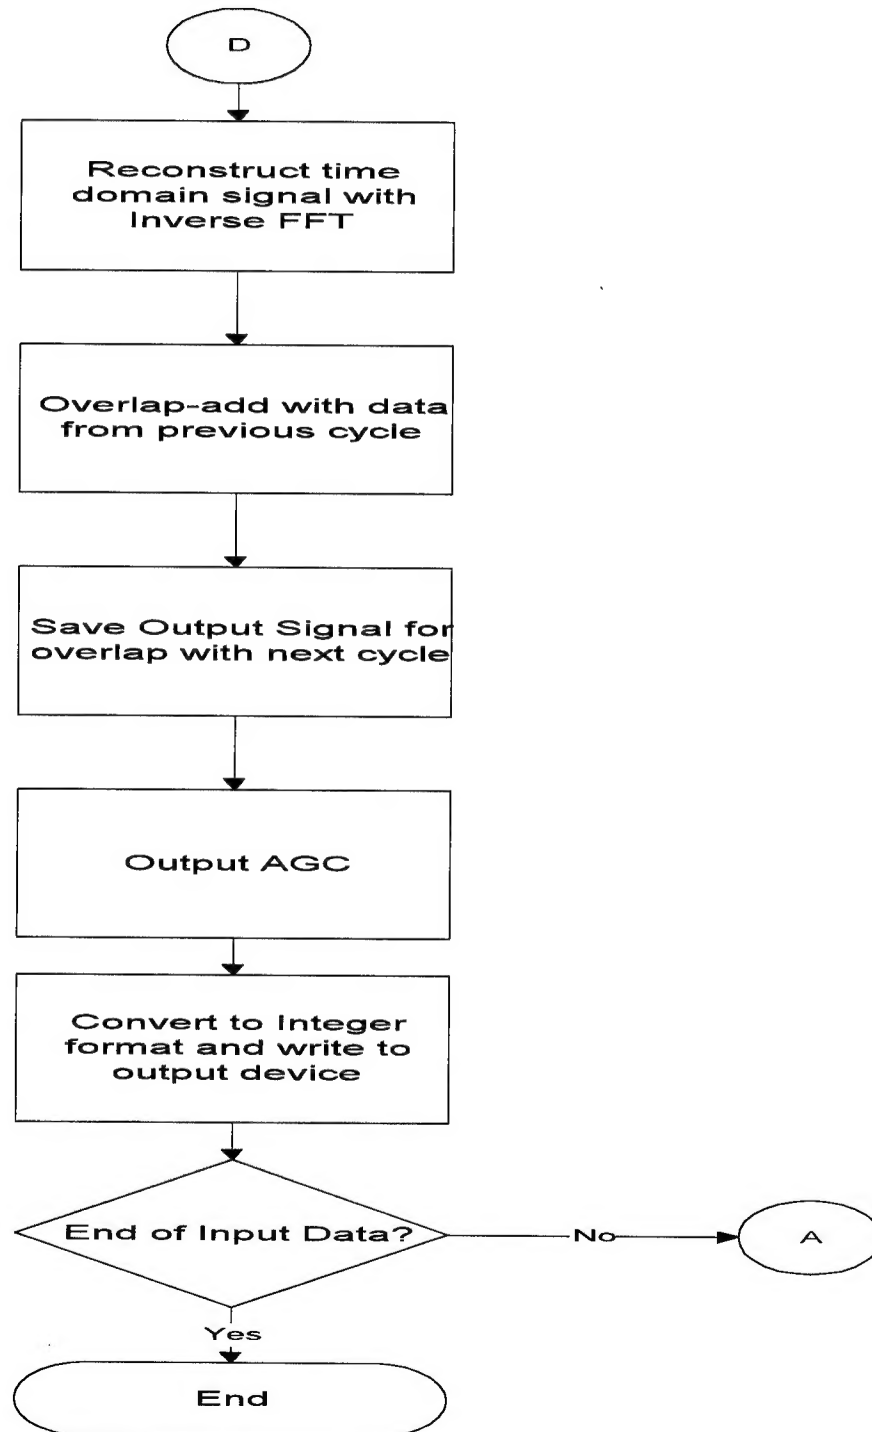 D
Reconstruct time
domain signal with
Inverse FFT
Overlap-add with data
from previous cycle
Save Output Signal for
overlap with next cycle
Output AGC
Convert to Integer
format and write to
output device
End of Input Data?
No
A
Yes
End